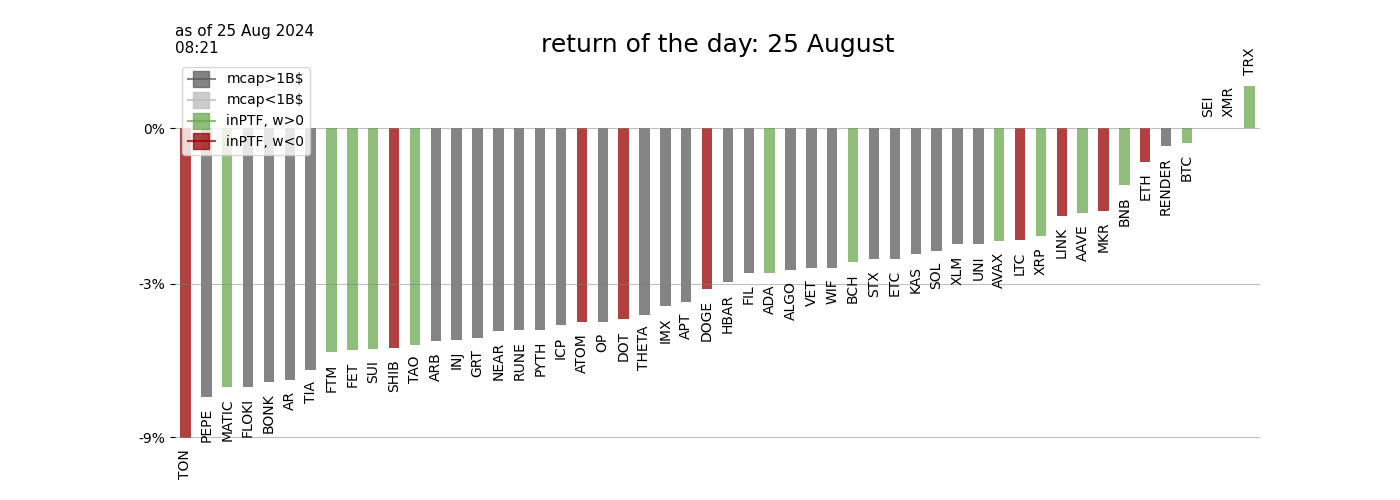 as of 25 Aug 2024
08:21
return of the day: 25 August
mcap>1B$
mcap<1B$
inPTF, w>0
inPTF, w<0
0%
-3%
-9%
TON
PEPE
MATIC
FLOKI
BONK
AR
TIA
FTM
FET
SUI
SHIB
TAO
ARB
INJ
GRT
NEAR
RUNE
PYTH
ICP
ATOM
OP
DOT
THETA
IMX
APT
DOGE
HBAR
FIL
ADA
ALGO
VET
WIF
BCH
STX
ETC
KAS
SOL
XLM
UNI
AVAX
LTC
XRP
LINK
AAVE
MKR
BNB
ETH
RENDER
BTC
SEI
XMR
TRX